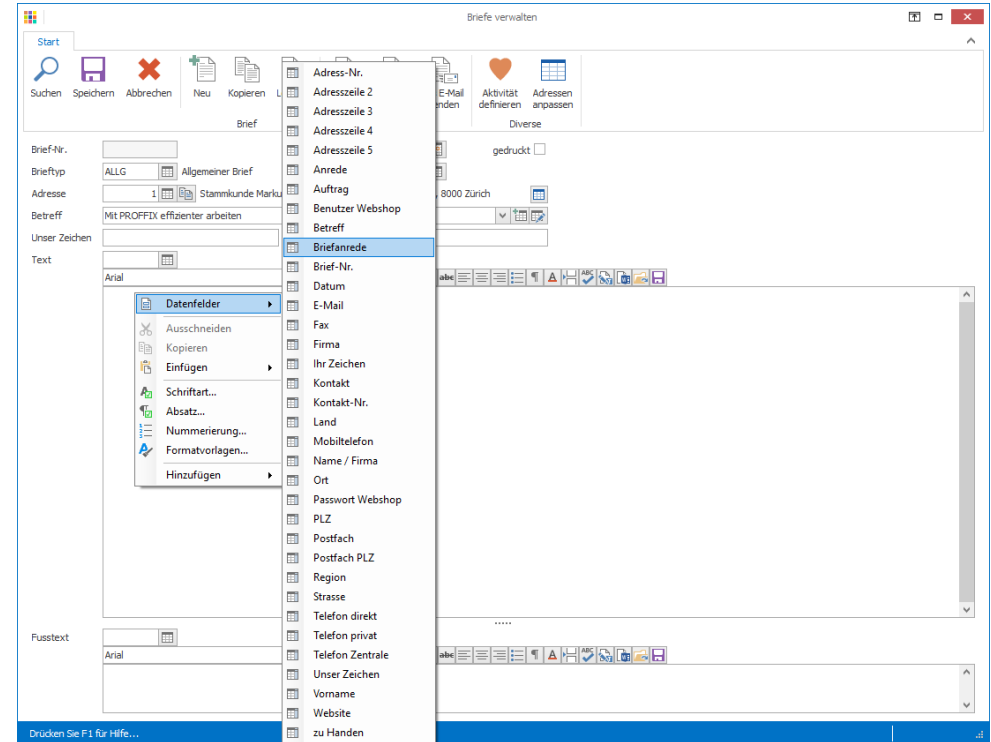 Briefe verwalten
Start
Suchen Speichern Abbrechen Neu Kopieren E-Mail Aktivität definieren Adressen anpassen
Brief Diverse
Brief-Nr. gedruckt
Brieftyp ALLG Allgemeiner Brief
Adresse 1 Stammkunde , 8000 Zürich
Betreff Mit PROFFIX effizienter arbeiten
Unser Zeichen
Text
Arial
abc
ABC
Datenfelder
Ausschneiden
Kopieren
Einfügen
Schriftart...
Absatz...
Nummerierung...
Formatvorlagen...
Hinzufügen
Adress-Nr.
Adresszeile 2
Adresszeile 3
Adresszeile 4
Adresszeile 5
Anrede
Auftrag
Benutzer Webshop
Betreff
Briefanrede
Brief-Nr.
Datum
E-Mail
Fax
Firma
Ihr Zeichen
Kontakt
Kontakt-Nr.
Land
Mobiltelefon
Name / Firma
Ort
Passwort Webshop
PLZ
Postfach
Postfach PLZ
Region
Strasse
Telefon direkt
Telefon privat
Telefon Zentrale
Unser Zeichen
Vorname
Website
zu Handen
Fusstext
Arial
abc
ABC
Drücken Sie F1 für Hilfe...